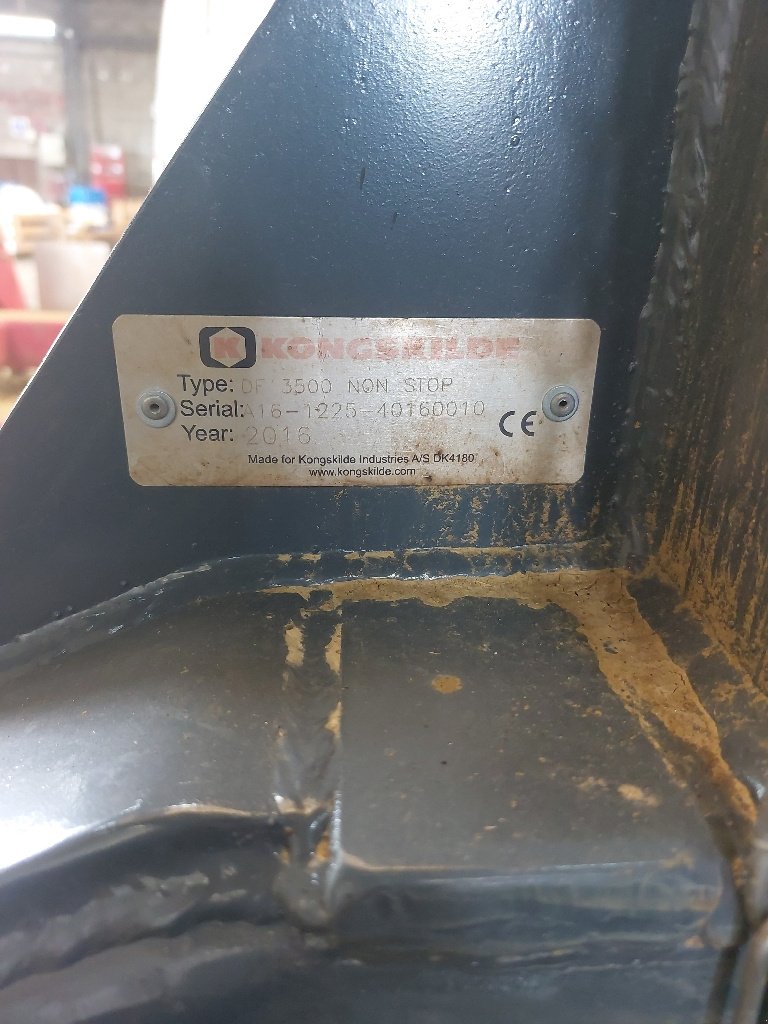 K KONGSKILDE
Type: DF 3500 NON STOP
Serial: A16-1225-40160010
Year: 2016
CE
Made for Kongskilde Industries A/S DK4180
www.kongskilde.com